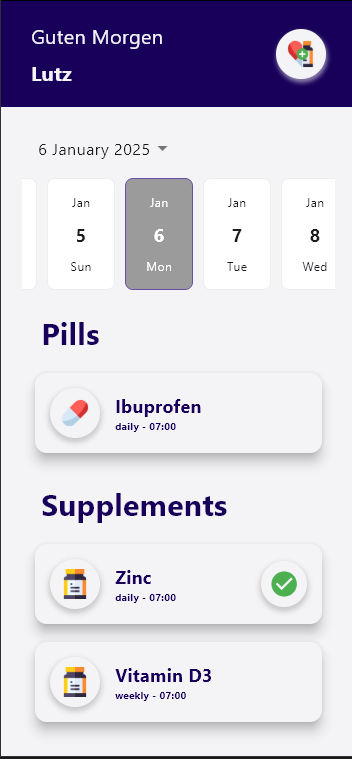 Guten Morgen
Lutz
6 January 2025
Jan Jan Jan Jan
5 6 7 8
Sun Mon Tue Wed
Pills
Ibuprofen
daily - 07:00
Supplements
Zinc
daily - 07:00
Vitamin D3
weekly - 07:00